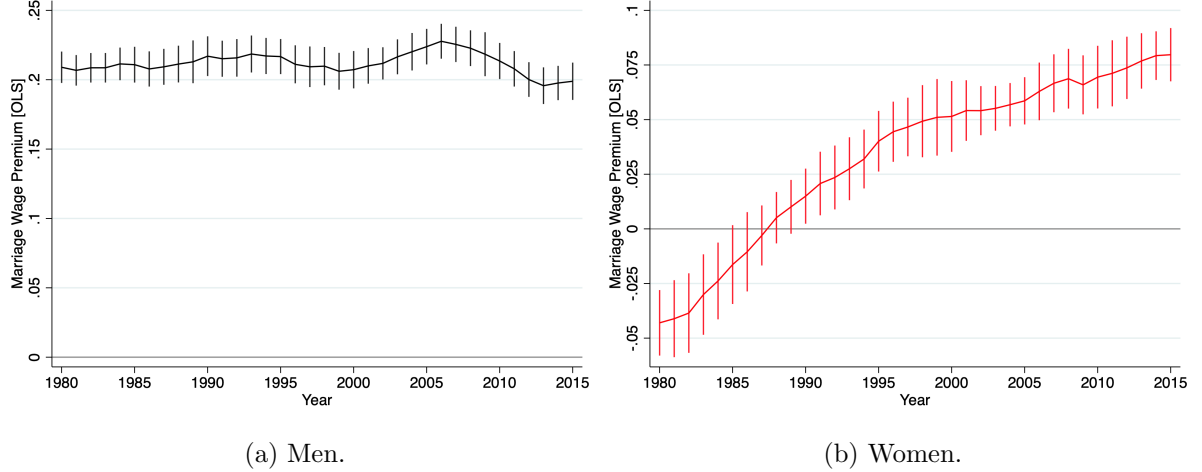 Marriage Wage Premium [OLS]
.25
.2
.15
.1
.05
0
1980 1985 1990 1995 2000 2005 2010 2015
Year
(a) Men.
Marriage Wage Premium [OLS]
.1
.075
.05
.025
0
-.025
-.05
1980 1985 1990 1995 2000 2005 2010 2015
Year
(b) Women.